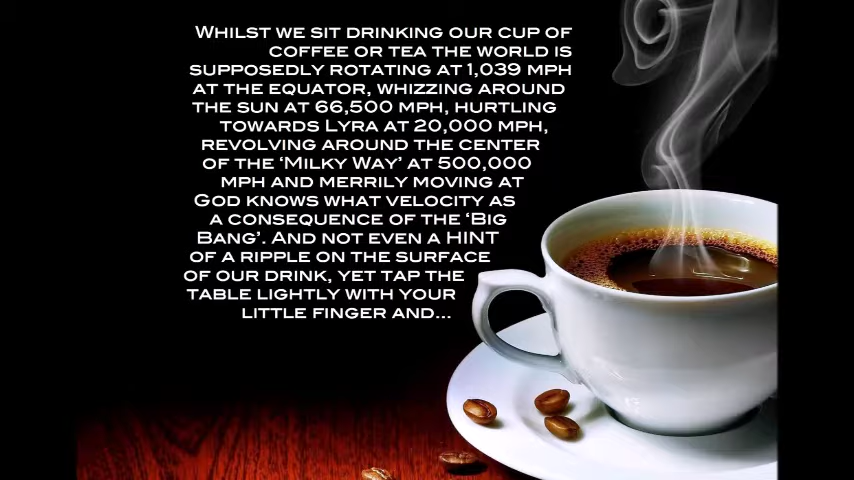 Whilst we sit drinking our cup of
coffee or tea the world is
supposedly rotating at 1,039 mph
at the equator, whizzing around
the sun at 66,500 mph, hurtling
towards Lyra at 20,000 mph,
revolving around the center
of the ‘Milky Way’ at 500,000
mph and merrily moving at
God knows what velocity as
a consequence of the ‘Big
Bang’. And not even a HINT
of a ripple on the surface
of our drink, yet tap the
table lightly with your
little finger and...